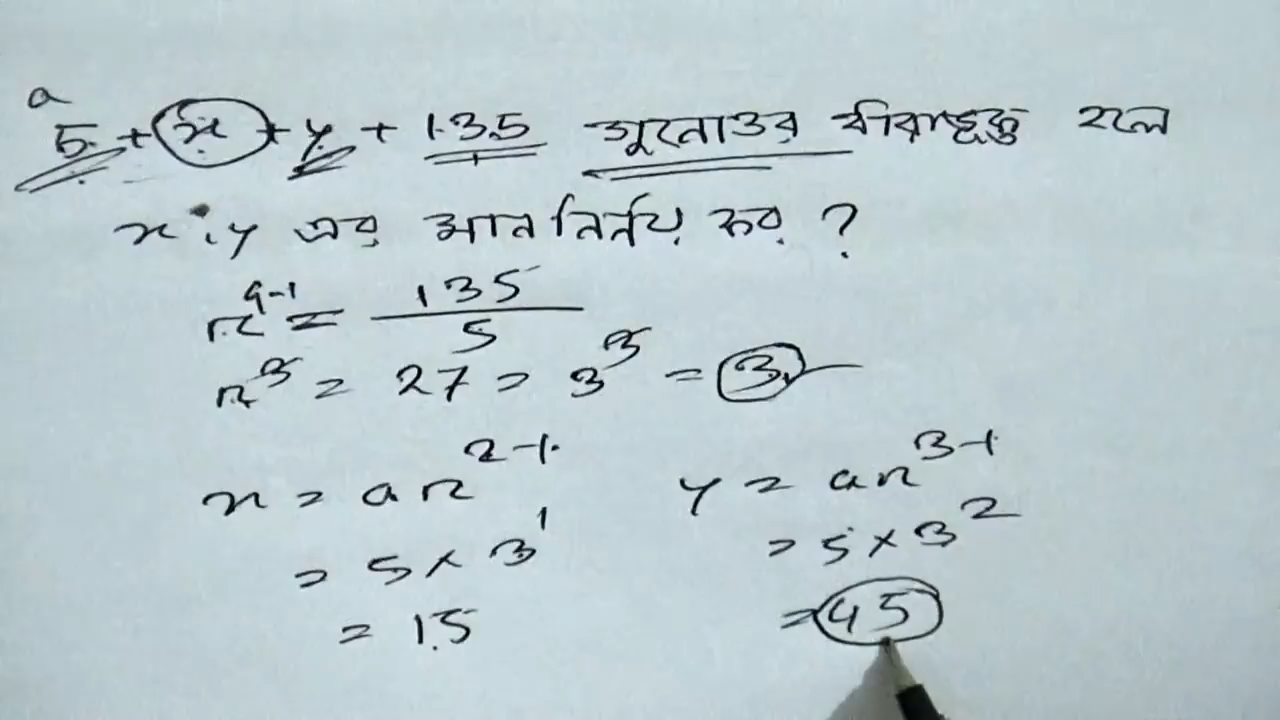 a
5 + x + y + 135 গুনোত্তর ধারাভুক্ত হলে
x, y এর মান নির্নয় কর ?
r^4-1 = 135/5
r^3 = 27 = 3^3 = 3
x = ar^2-1
= 5 × 3^1
= 15
y = ar^3-1
= 5 × 3^2
= 45